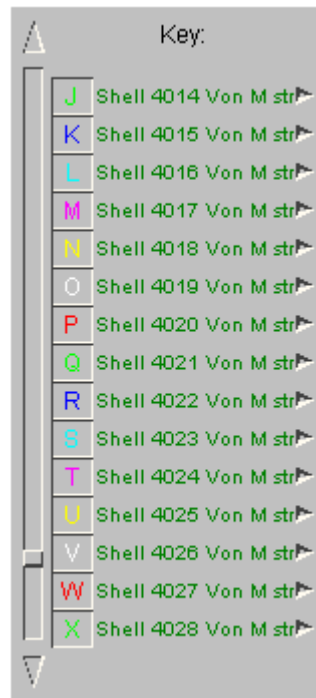 Key:
J Shell 4014 Von M str
K Shell 4015 Von M str
L Shell 4016 Von M str
M Shell 4017 Von M str
N Shell 4018 Von M str
O Shell 4019 Von M str
P Shell 4020 Von M str
Q Shell 4021 Von M str
R Shell 4022 Von M str
S Shell 4023 Von M str
T Shell 4024 Von M str
U Shell 4025 Von M str
V Shell 4026 Von M str
W Shell 4027 Von M str
X Shell 4028 Von M str